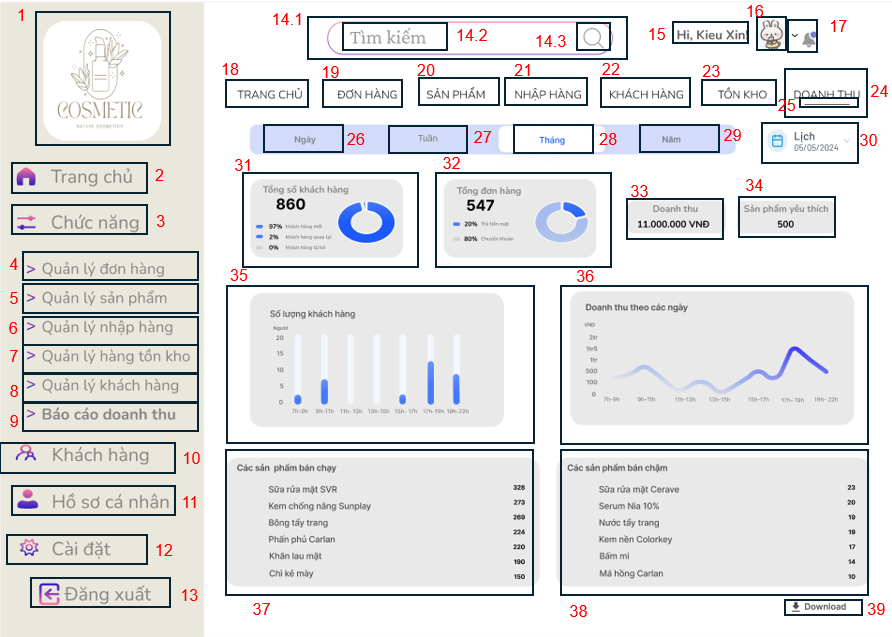 1
COSMETIC
NATURE COSMETICS
Trang chủ
2
Chức năng
3
4
> Quản lý đơn hàng
5
> Quản lý sản phẩm
6
> Quản lý nhập hàng
7
> Quản lý hàng tồn kho
8
> Quản lý khách hàng
9
> Báo cáo doanh thu
Khách hàng
10
Hồ sơ cá nhân
11
Cài đặt
12
Đăng xuất
13
14.1
Tìm kiếm
14.2
14.3
15
Hi, Kieu Xin!
16
17
18
19
20
21
22
23
TRANG CHỦ
ĐƠN HÀNG
SẢN PHẨM
NHẬP HÀNG
KHÁCH HÀNG
TỒN KHO
DOANH THU
24
25
Ngày
26
Tuần
27
Tháng
28
Năm
29
Lịch
05/05/2024
30
31
Tổng số khách hàng
860
97% Khách hàng mới
2% Khách hàng quay lại
0% Khách hàng từ bỏ
32
Tổng đơn hàng
547
20% Trả tiền mặt
80% Chuyển khoản
33
Doanh thu
11.000.000 VNĐ
34
Sản phẩm yêu thích
500
35
Số lượng khách hàng
Người
20
15
10
5
0
7h-9h 9h-11h 11h-13h 13h-15h 15h-17h 17h-19h 19h-22h
36
Doanh thu theo các ngày
VND
2tr
1tr5
1tr
500
100
0
7h-9h 9h-11h 11h-13h 13h-15h 15h-17h 17h-19h 19h-22h
Các sản phẩm bán chạy
Sữa rửa mặt SVR 328
Kem chống nắng Sunplay 273
Bông tẩy trang 269
Phấn phủ Carlan 224
Khăn lau mặt 220
Chì kẻ mày 190
150
37
Các sản phẩm bán chậm
Sữa rửa mặt Cerave 23
Serum Nia 10% 20
Nước tẩy trang 19
Kem nền Colorkey 19
Bấm mi 17
Má hồng Carlan 14
10
38
Download
39